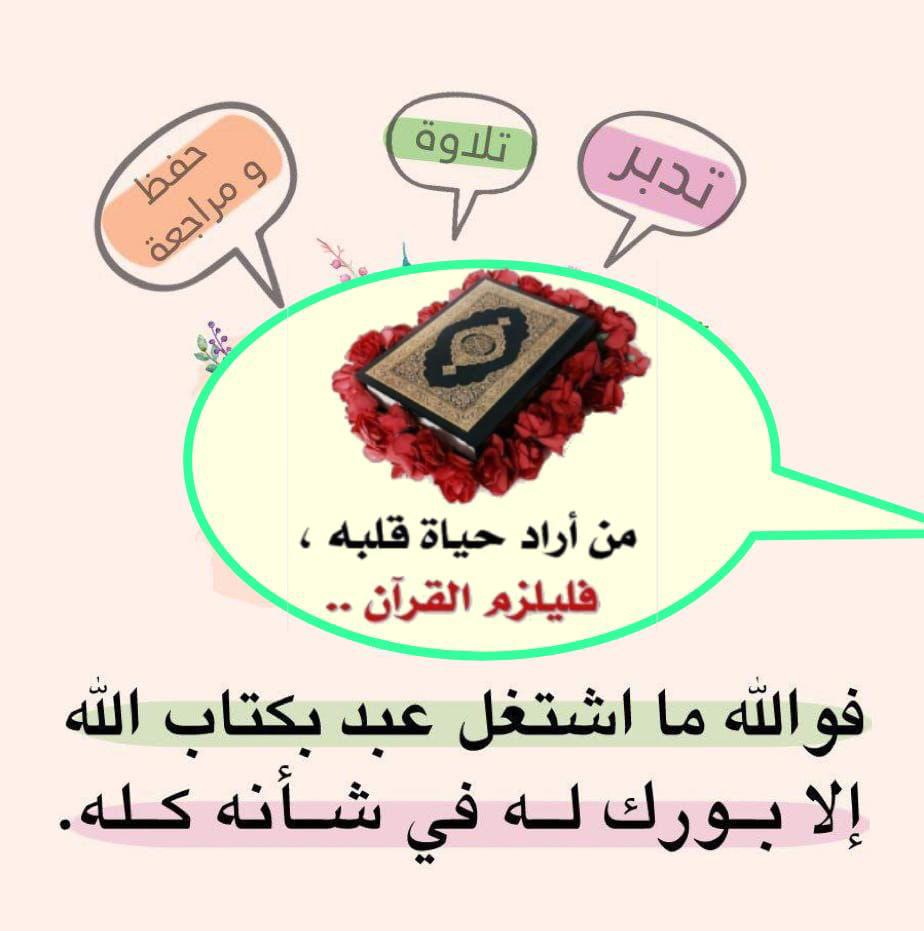 تدبر
تلاوة
حفظ
و مراجعة
من أراد حياة قلبه ،
فليلزم القرآن ..
فوالله ما اشتغل عبد بكتاب الله
إلا بـورك لـه في شـأنه كـله.